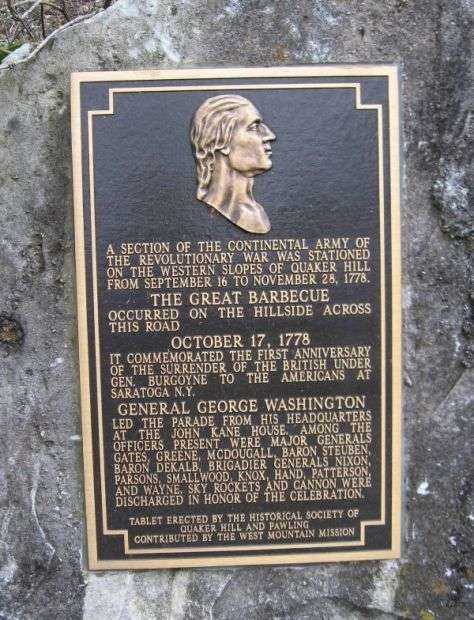 A SECTION OF THE CONTINENTAL ARMY OF
THE REVOLUTIONARY WAR WAS STATIONED
ON THE WESTERN SLOPES OF QUAKER HILL
FROM SEPTEMBER 16 TO NOVEMBER 28, 1778.
THE GREAT BARBECUE
OCCURRED ON THE HILLSIDE ACROSS
THIS ROAD
OCTOBER 17, 1778
IT COMMEMORATED THE FIRST ANNIVERSARY
OF THE SURRENDER OF THE BRITISH UNDER
GEN. BURGOYNE TO THE AMERICANS AT
SARATOGA N.Y.
GENERAL GEORGE WASHINGTON
LED THE PARADE FROM HIS HEADQUARTERS
AT THE JOHN KANE HOUSE. AMONG THE
OFFICERS PRESENT WERE MAJOR GENERALS
GATES, GREENE, MCDOUGALL, BARON STEUBEN,
BARON DEKALB, BRIGADIER GENERALS NIXON,
PARSONS, SMALLWOOD, KNOX, HAND, PATTERSON,
AND WAYNE. SKY ROCKETS AND CANNON WERE
DISCHARGED IN HONOR OF THE CELEBRATION.
TABLET ERECTED BY THE HISTORICAL SOCIETY OF
QUAKER HILL AND PAWLING
CONTRIBUTED BY THE WEST MOUNTAIN MISSION